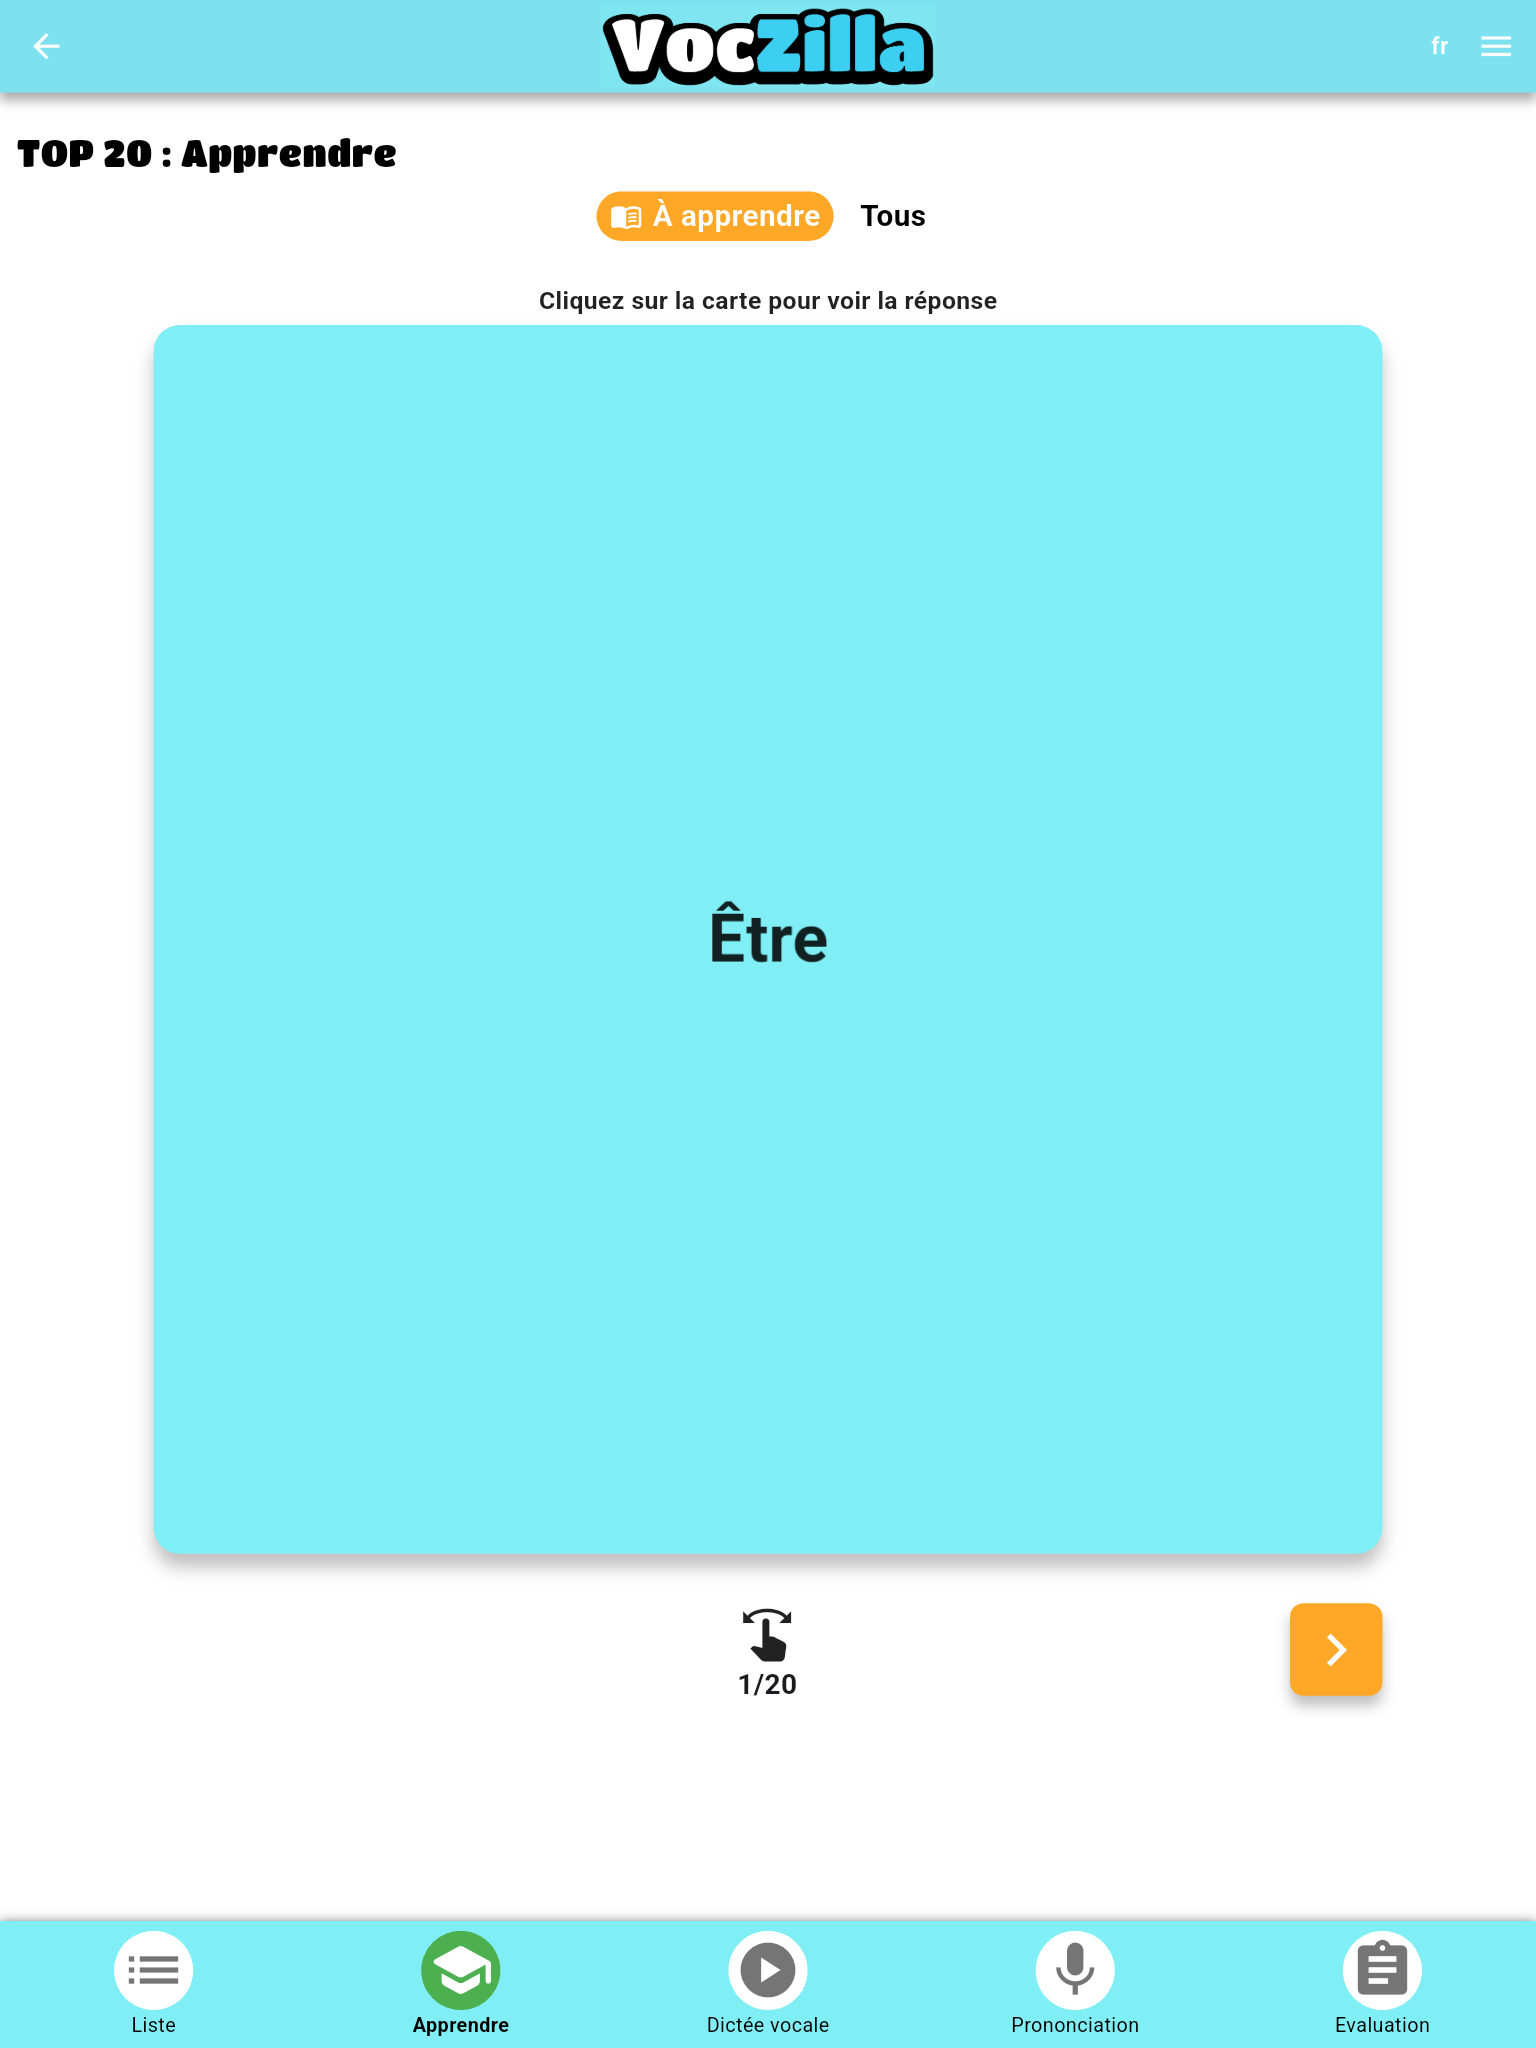 VocZilla
fr
TOP 20 : Apprendre
À apprendre
Tous
Cliquez sur la carte pour voir la réponse
Être
1/20
Liste
Apprendre
Dictée vocale
Prononciation
Evaluation